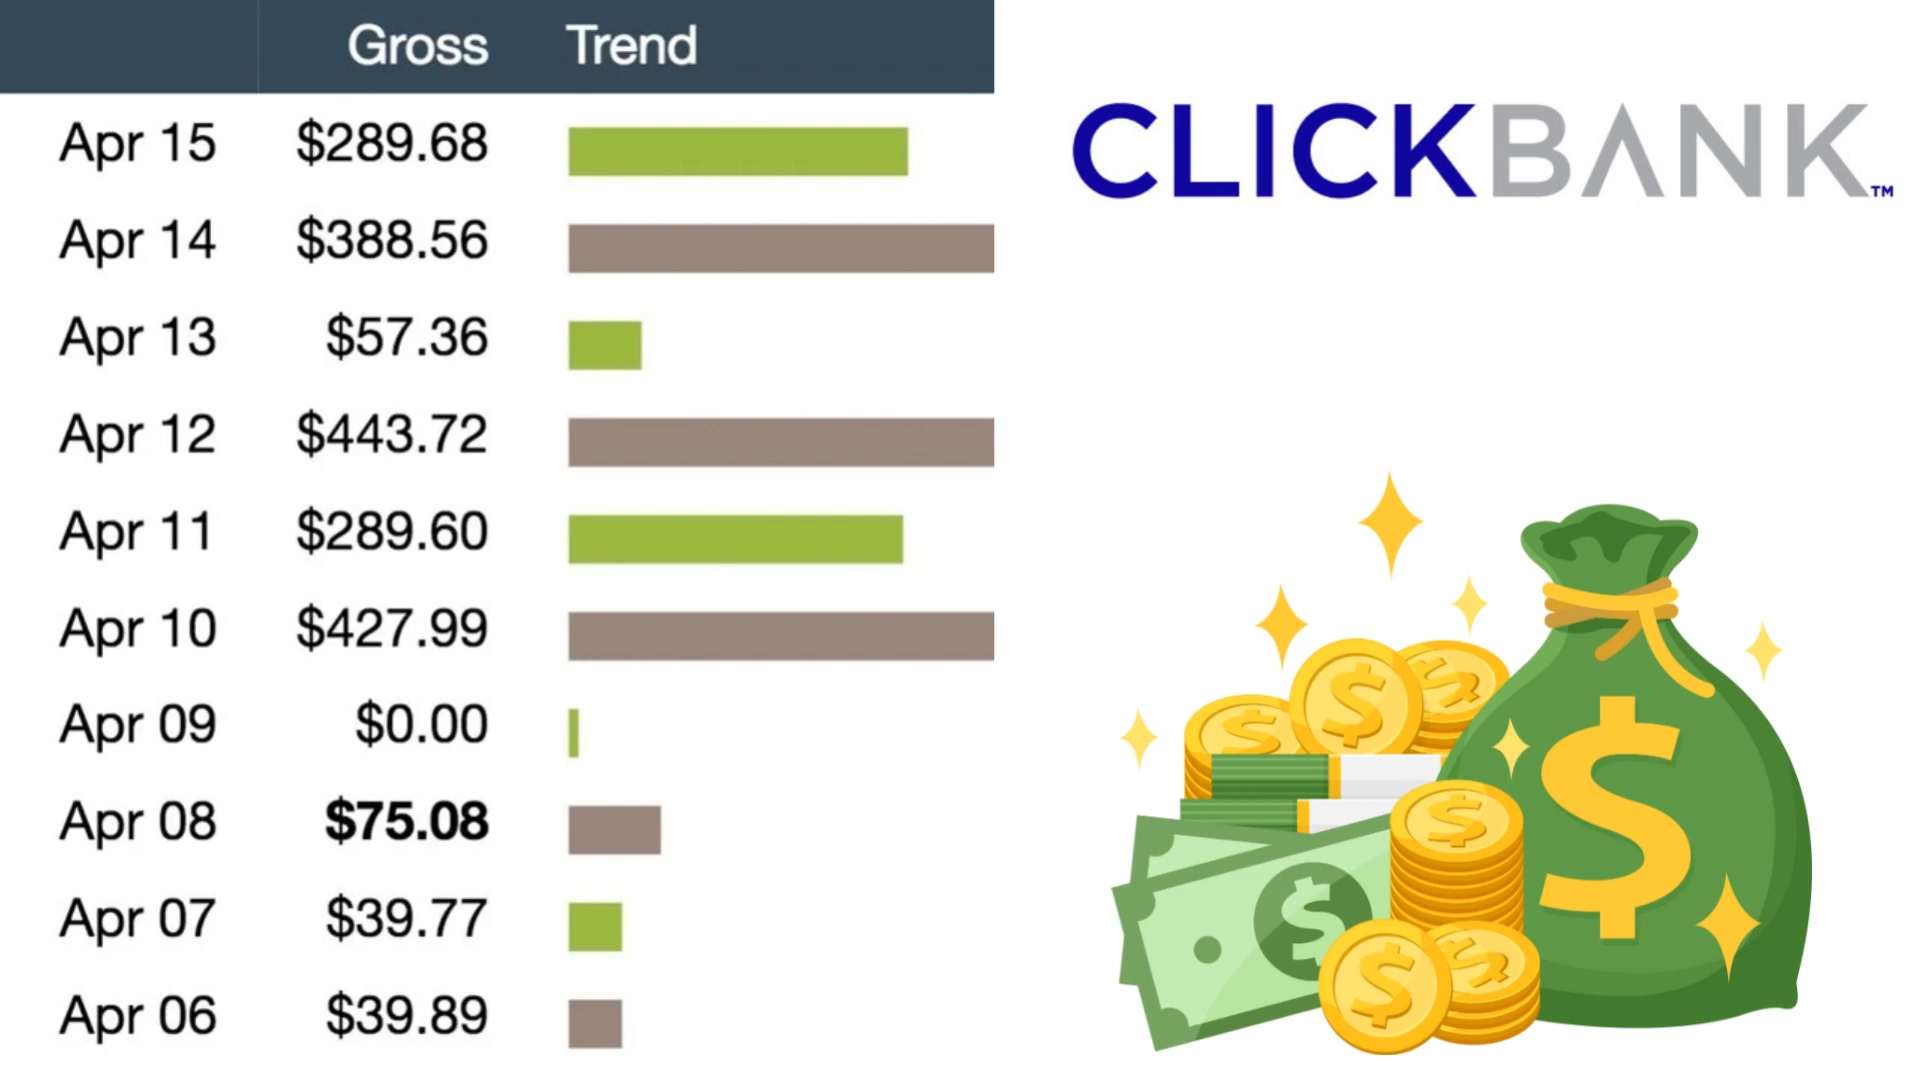 Gross Trend
Apr 15 $289.68
Apr 14 $388.56
Apr 13 $57.36
Apr 12 $443.72
Apr 11 $289.60
Apr 10 $427.99
Apr 09 $0.00
Apr 08 $75.08
Apr 07 $39.77
Apr 06 $39.89
CLICKBANK™
$
$
$
$
$
$
$
$